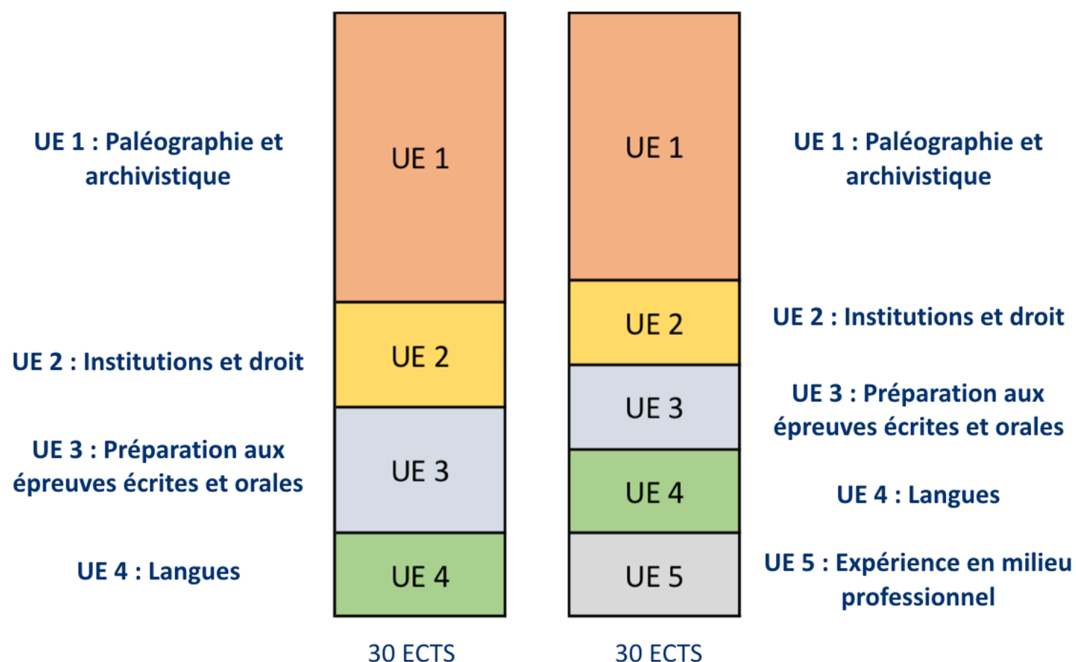 UE 1 : Paléographie et
archivistique
UE 2 : Institutions et droit
UE 3 : Préparation aux
épreuves écrites et orales
UE 4 : Langues
UE 1
UE 2
UE 3
UE 4
30 ECTS
UE 1
UE 2
UE 3
UE 4
UE 5
30 ECTS
UE 1 : Paléographie et
archivistique
UE 2 : Institutions et droit
UE 3 : Préparation aux
épreuves écrites et orales
UE 4 : Langues
UE 5 : Expérience en milieu
professionnel